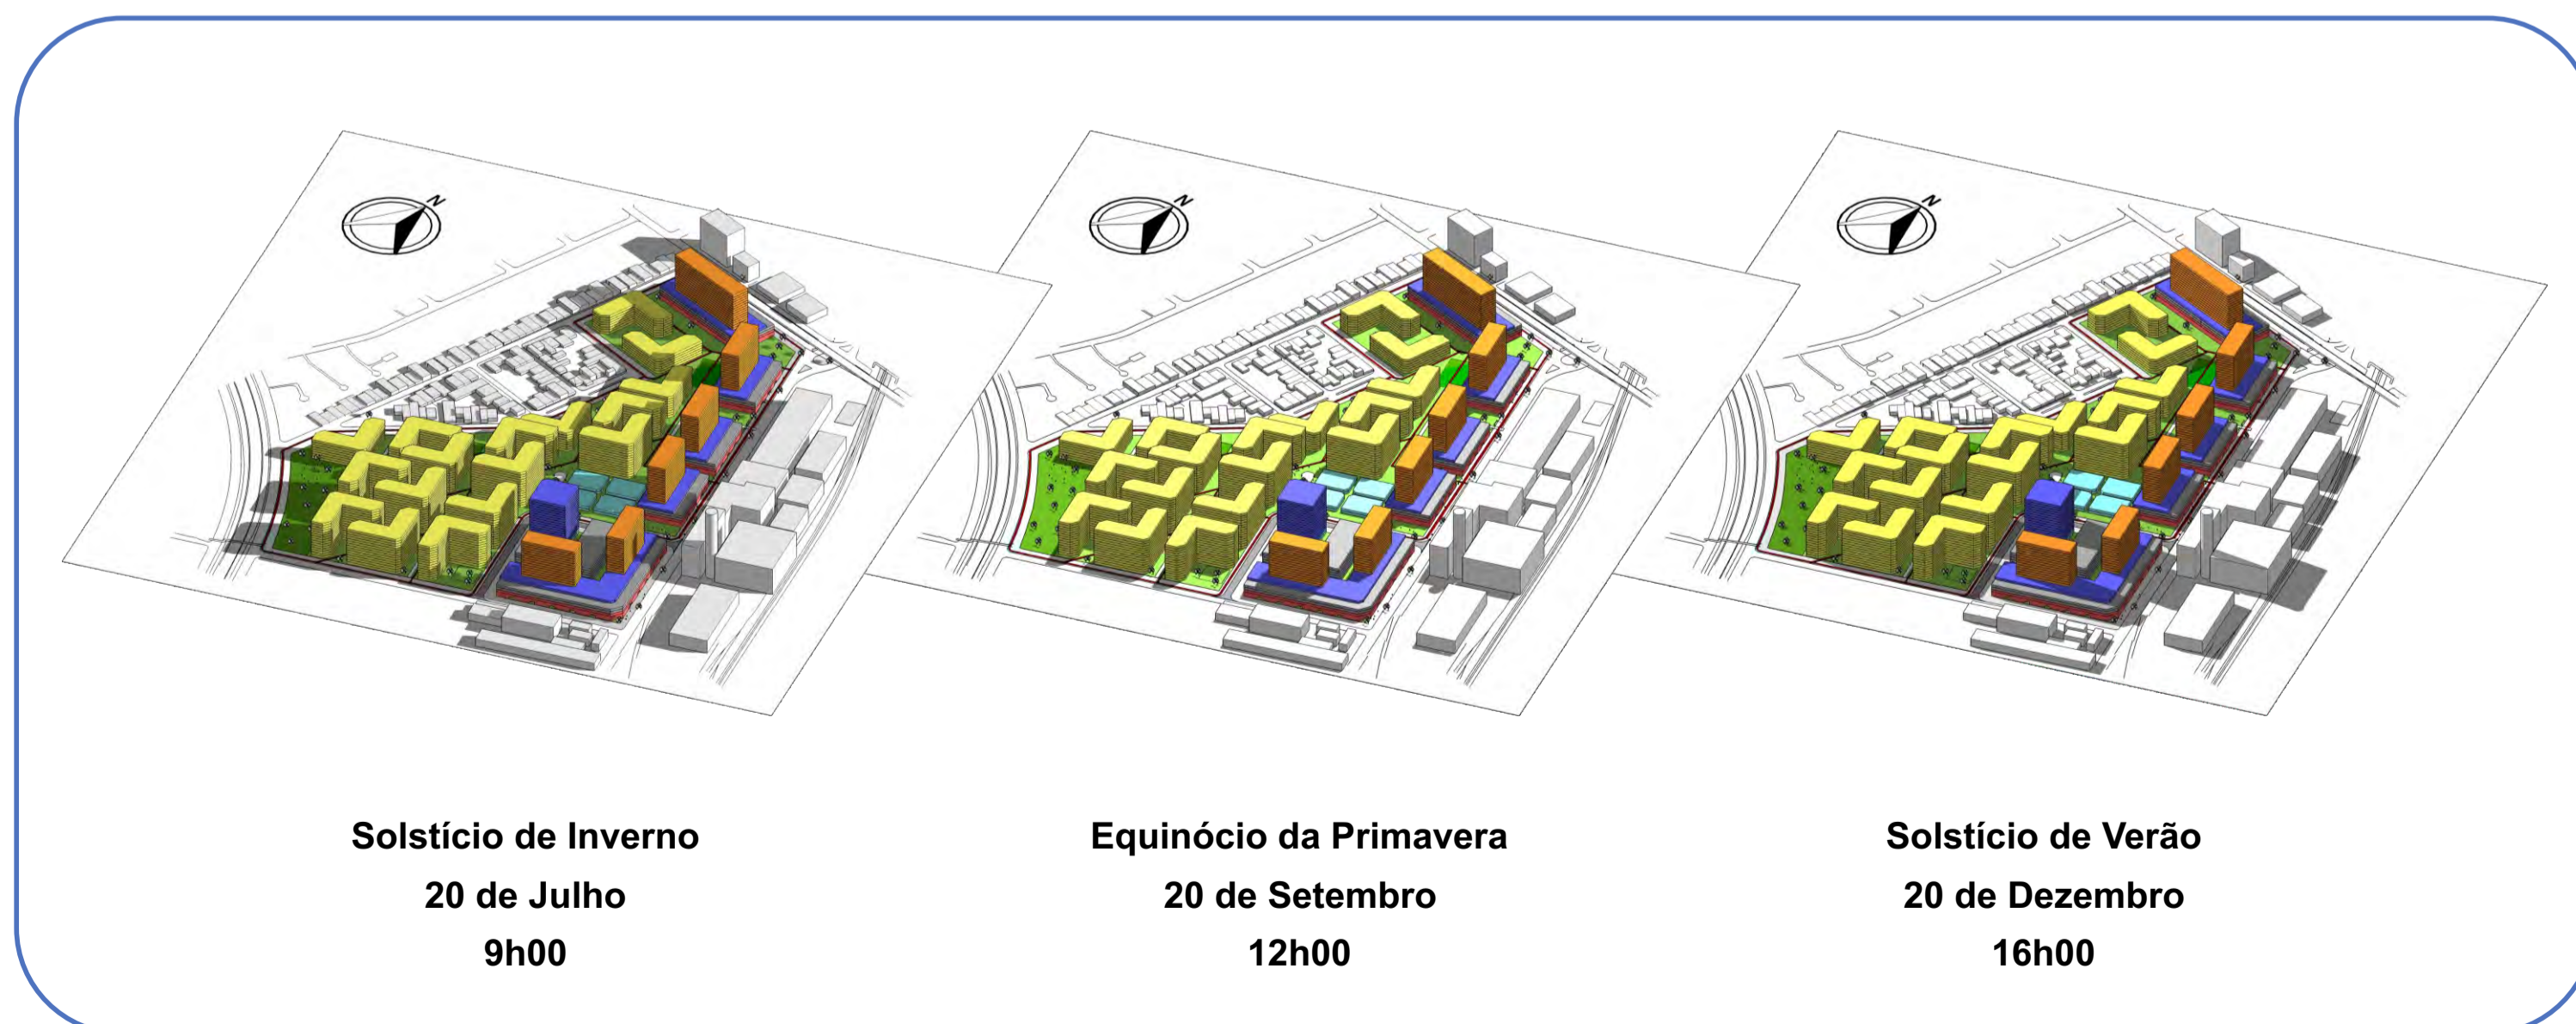 N
N
N
Solstício de Inverno
20 de Julho
9h00
Equinócio da Primavera
20 de Setembro
12h00
Solstício de Verão
20 de Dezembro
16h00